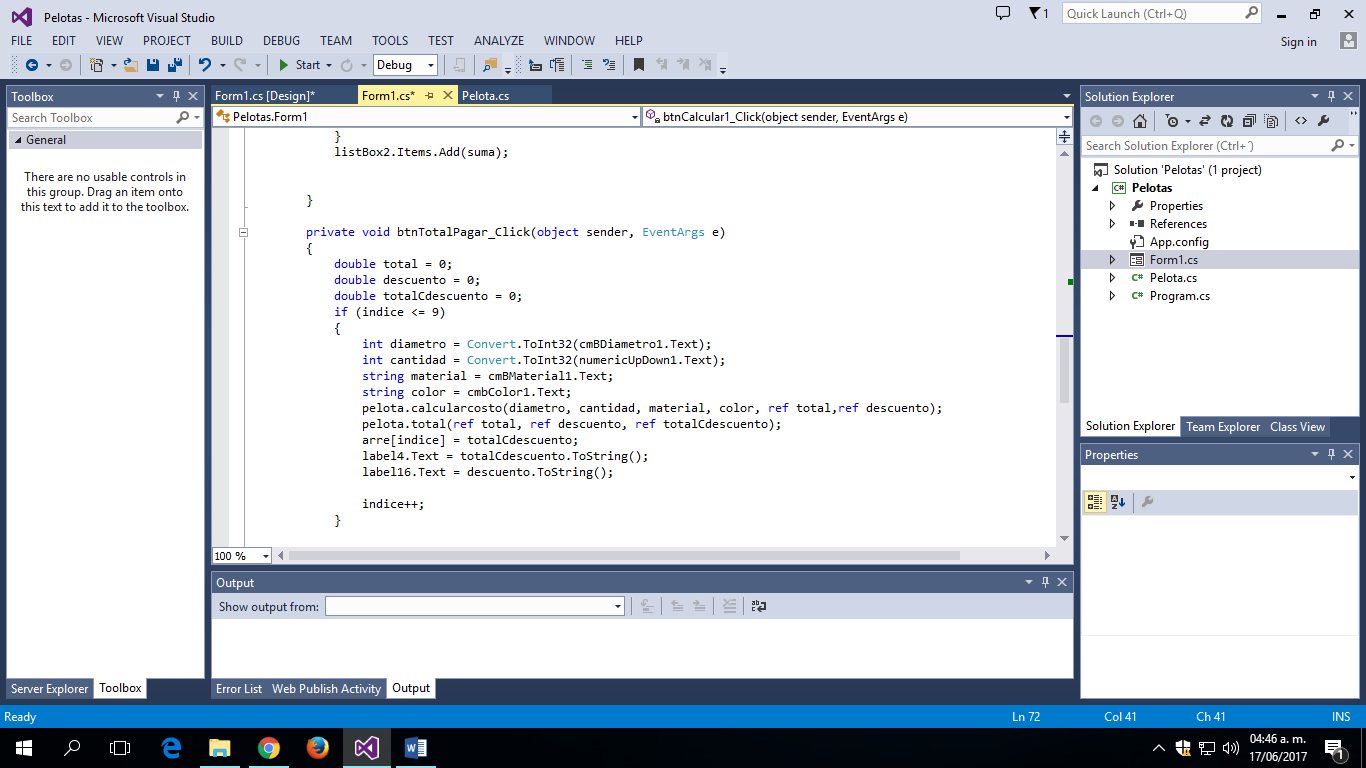 Pelotas - Microsoft Visual Studio
1
Quick Launch (Ctrl+Q)
FILE EDIT VIEW PROJECT BUILD DEBUG TEAM TOOLS TEST ANALYZE WINDOW HELP
Sign in
Start Debug
Toolbox
Search Toolbox
General
There are no usable controls in
this group. Drag an item onto
this text to add it to the toolbox.
Server Explorer Toolbox
Form1.cs [Design]* Form1.cs* Pelota.cs
Pelotas.Form1 btnCalcular1_Click(object sender, EventArgs e)
}
listBox2.Items.Add(suma);
}
private void btnTotalPagar_Click(object sender, EventArgs e)
{
double total = 0;
double descuento = 0;
double totalCdescuento = 0;
if (indice <= 9)
{
int diametro = Convert.ToInt32(cmBDiametro1.Text);
int cantidad = Convert.ToInt32(numericUpDown1.Text);
string material = cmBMaterial1.Text;
string color = cmbColor1.Text;
pelota.calcularcosto(diametro, cantidad, material, color, ref total,ref descuento);
pelota.total(ref total, ref descuento, ref totalCdescuento);
arre[indice] = totalCdescuento;
label4.Text = totalCdescuento.ToString();
label16.Text = descuento.ToString();
indice++;
}
100 %
Output
Show output from:
Error List Web Publish Activity Output
Solution Explorer
Search Solution Explorer (Ctrl+´)
Solution 'Pelotas' (1 project)
Pelotas
Properties
References
App.config
Form1.cs
Pelota.cs
Program.cs
Solution Explorer Team Explorer Class View
Properties
Ready Ln 72 Col 41 Ch 41 INS
04:46 a. m.
17/06/2017
1